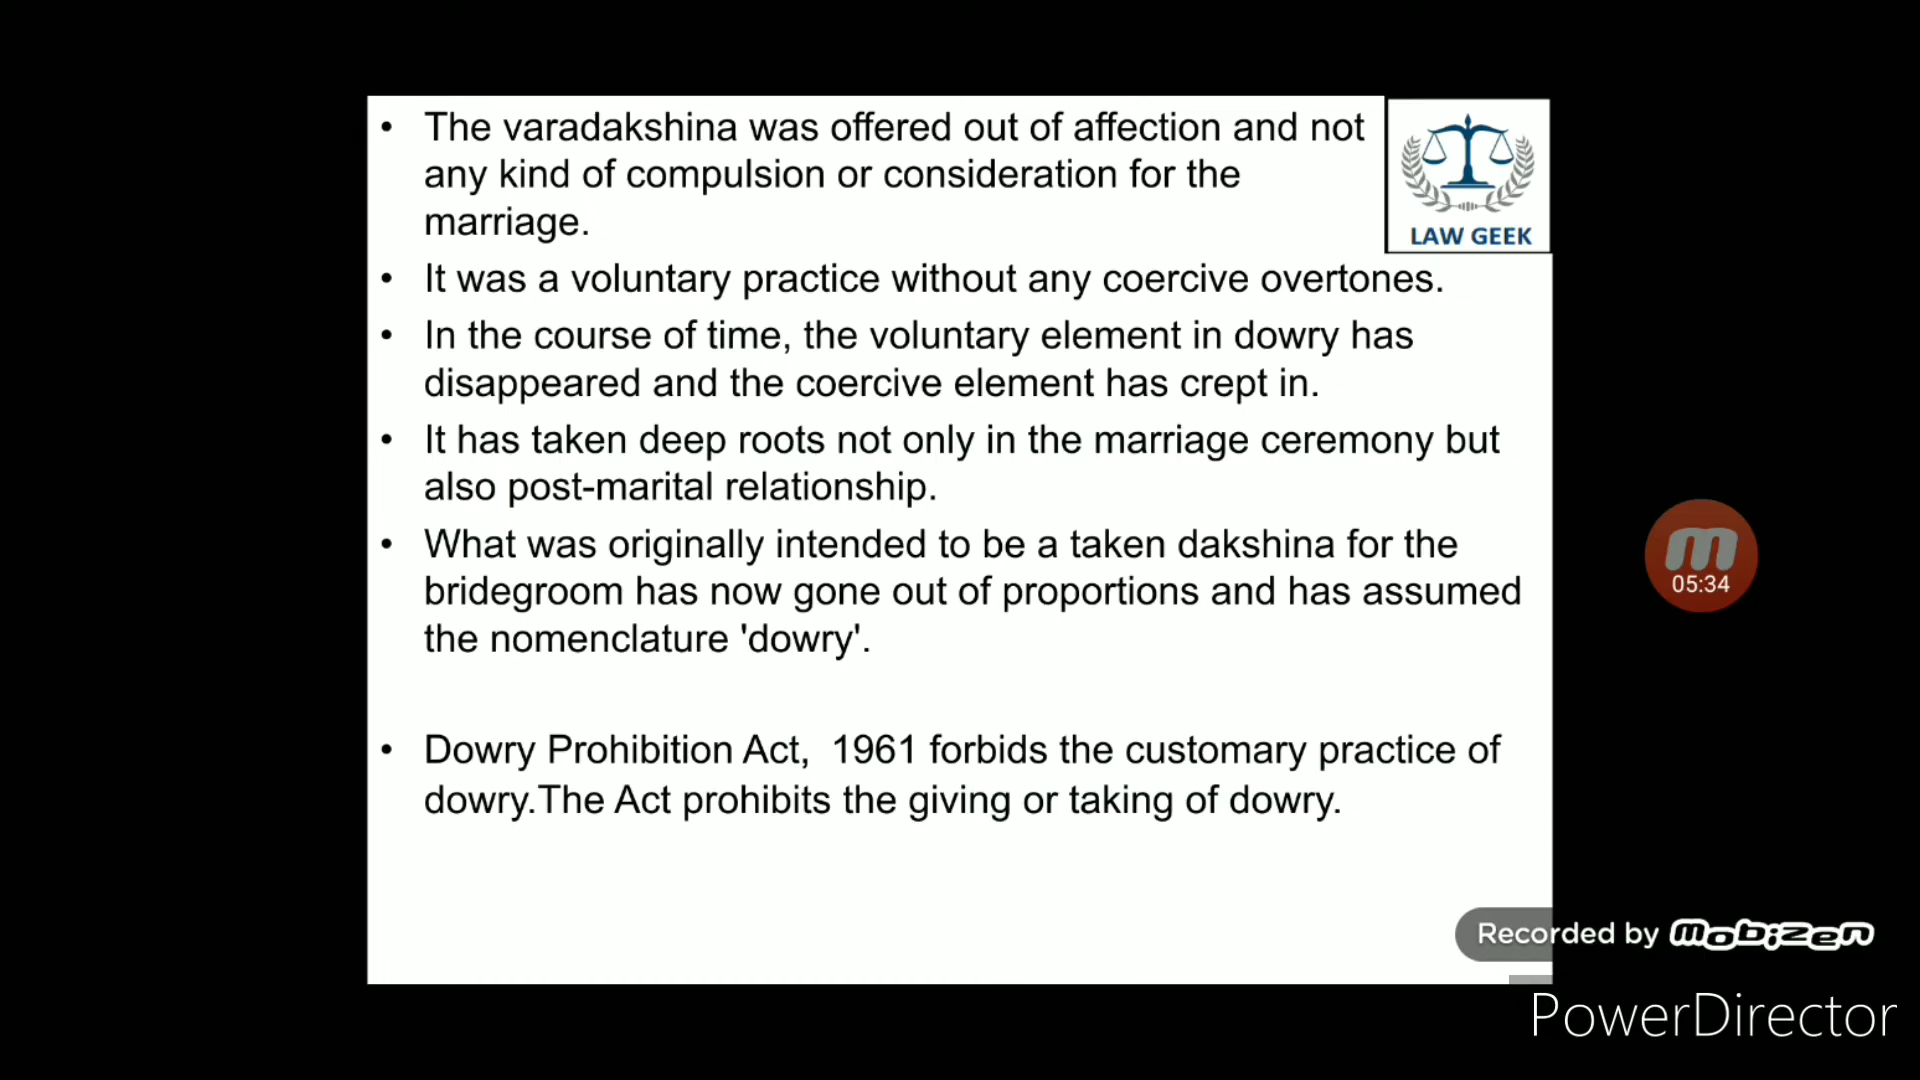 • The varadakshina was offered out of affection and not
any kind of compulsion or consideration for the
marriage.
LAW GEEK
• It was a voluntary practice without any coercive overtones.
• In the course of time, the voluntary element in dowry has
disappeared and the coercive element has crept in.
• It has taken deep roots not only in the marriage ceremony but
also post-marital relationship.
• What was originally intended to be a taken dakshina for the
bridegroom has now gone out of proportions and has assumed
the nomenclature 'dowry'.
m
05:34
• Dowry Prohibition Act,  1961 forbids the customary practice of
dowry.The Act prohibits the giving or taking of dowry.
Recorded by mobizen
PowerDirector